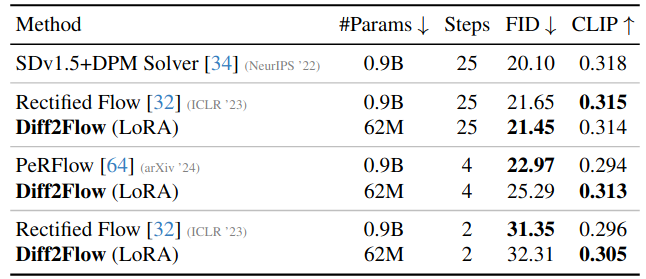 Method #Params ↓ Steps FID ↓ CLIP ↑
SDv1.5+DPM Solver [34] (NeurIPS '22) 0.9B 25 20.10 0.318
Rectified Flow [32] (ICLR '23) 0.9B 25 21.65 0.315
Diff2Flow (LoRA) 62M 25 21.45 0.314
PeRFlow [64] (arXiv '24) 0.9B 4 22.97 0.294
Diff2Flow (LoRA) 62M 4 25.29 0.313
Rectified Flow [32] (ICLR '23) 0.9B 2 31.35 0.296
Diff2Flow (LoRA) 62M 2 32.31 0.305